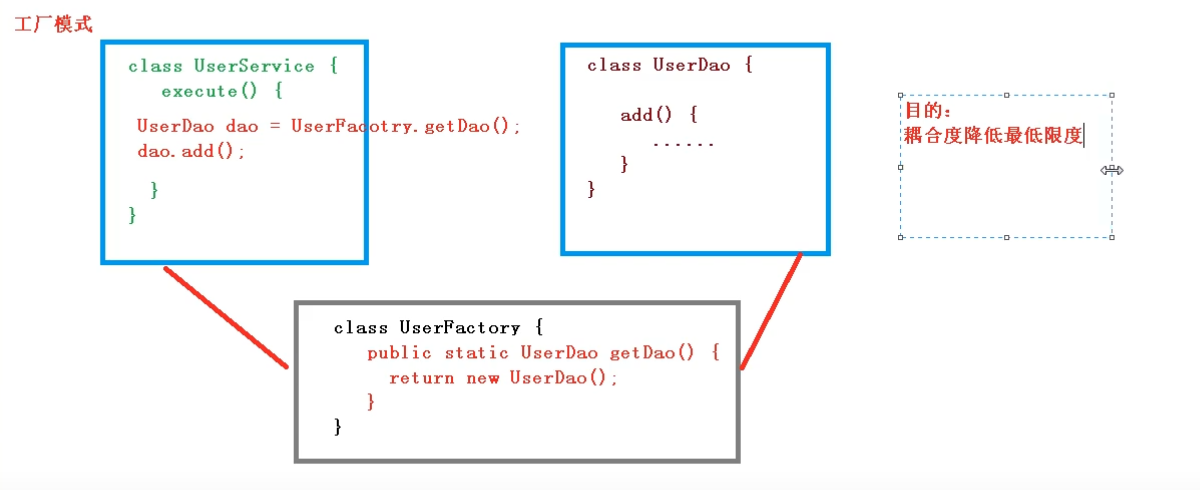 工厂模式
class UserService {
execute() {
UserDao dao = UserFacotry.getDao();
dao.add();
}
}
class UserDao {
add() {
......
}
}
目的:
耦合度降低最低限度
class UserFactory {
public static UserDao getDao() {
return new UserDao();
}
}